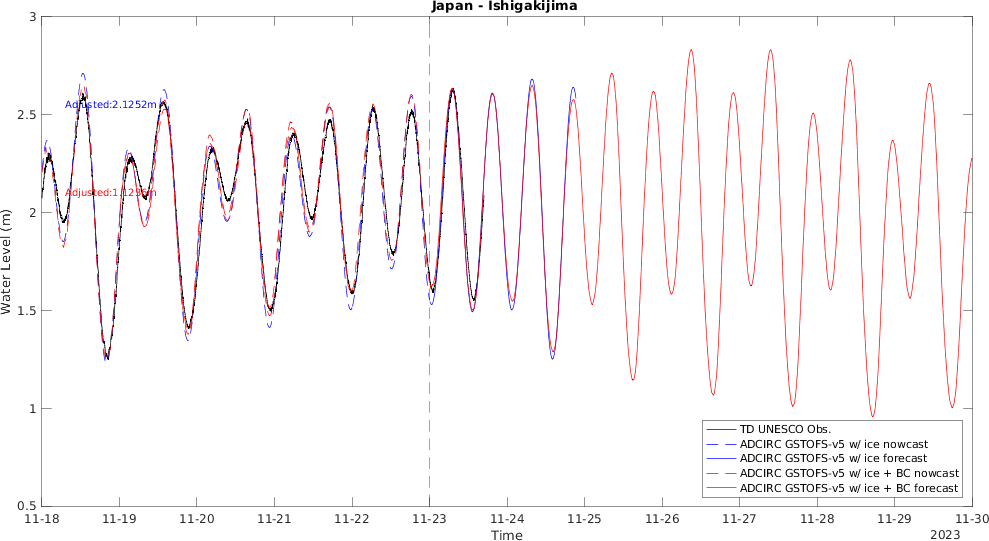 Japan - Ishigakijima
3
2.5
2
1.5
1
0.5
Water Level (m)
Adjusted:2.1252m
Adjusted:1.1296m
TD UNESCO Obs.
ADCIRC GSTOFS-v5 w/ ice nowcast
ADCIRC GSTOFS-v5 w/ ice forecast
ADCIRC GSTOFS-v5 w/ ice + BC nowcast
ADCIRC GSTOFS-v5 w/ ice + BC forecast
11-18 11-19 11-20 11-21 11-22 11-23 11-24 11-25 11-26 11-27 11-28 11-29 11-30
Time
2023